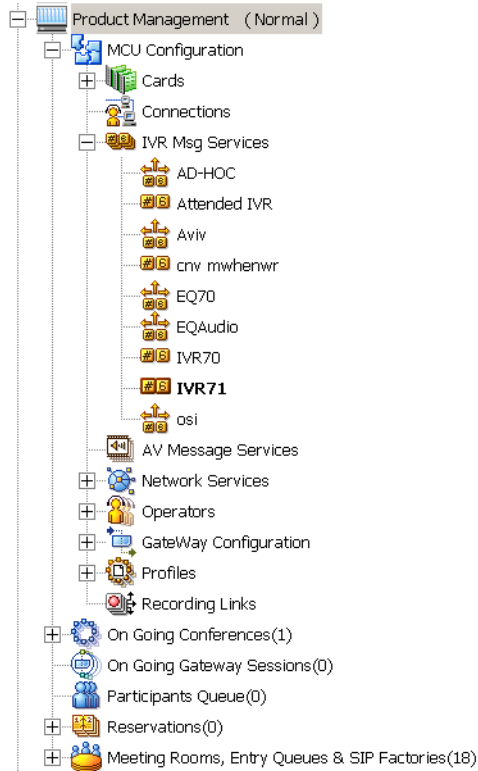 Product Management (Normal)
MCU Configuration
Cards
Connections
IVR Msg Services
AD-HOC
Attended IVR
Aviv
cnv mwhenwr
EQ70
EQAudio
IVR70
IVR71
osi
AV Message Services
Network Services
Operators
GateWay Configuration
Profiles
Recording Links
On Going Conferences(1)
On Going Gateway Sessions(0)
Participants Queue(0)
Reservations(0)
Meeting Rooms, Entry Queues & SIP Factories(18)